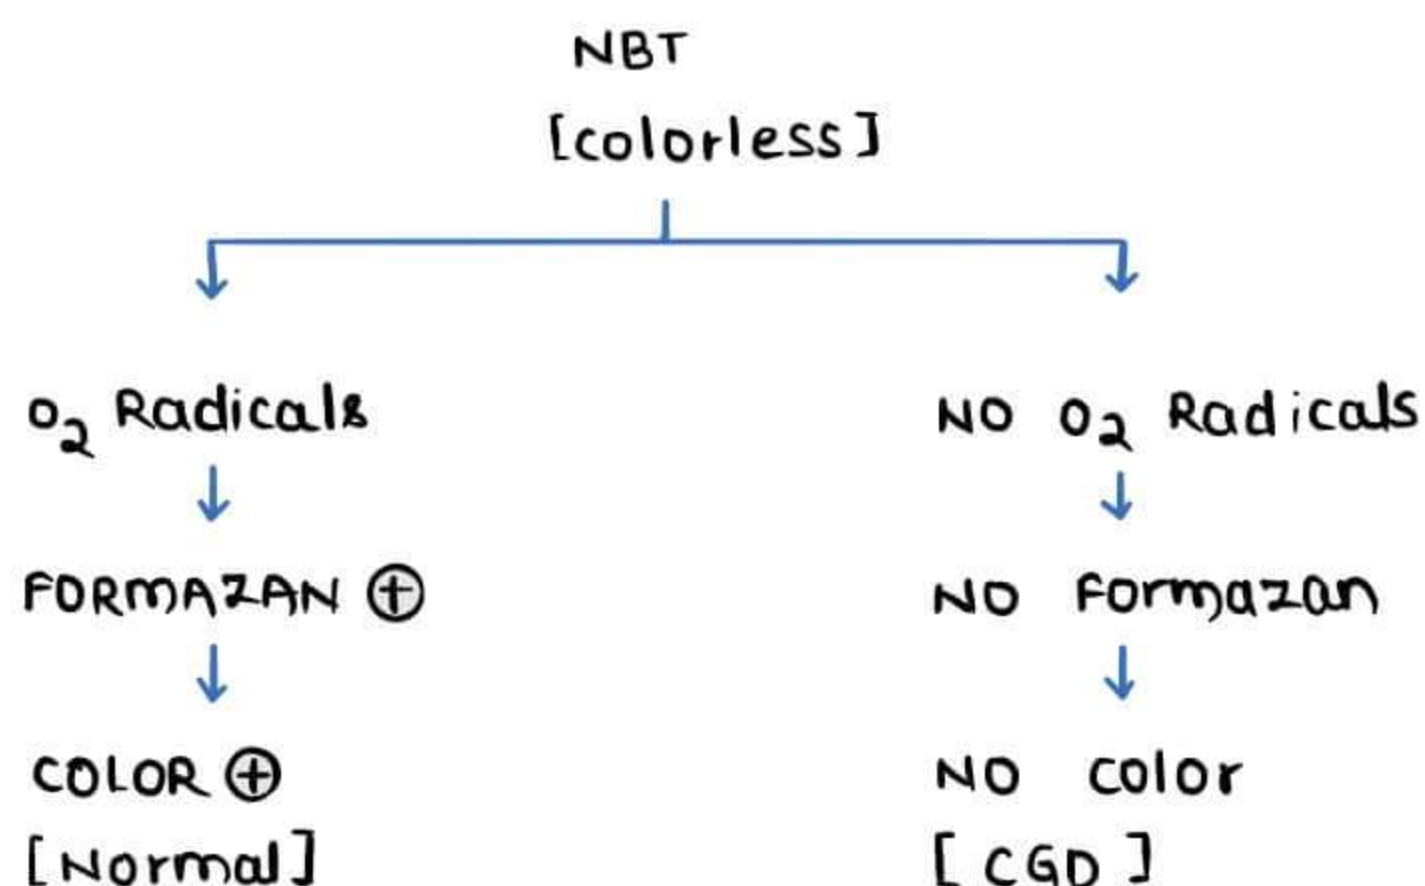 NBT
[colorless]
O₂ Radicals
NO O₂ Radicals
FORMAZAN ⊕
NO Formazan
COLOR ⊕
NO color
[Normal]
[CGD]